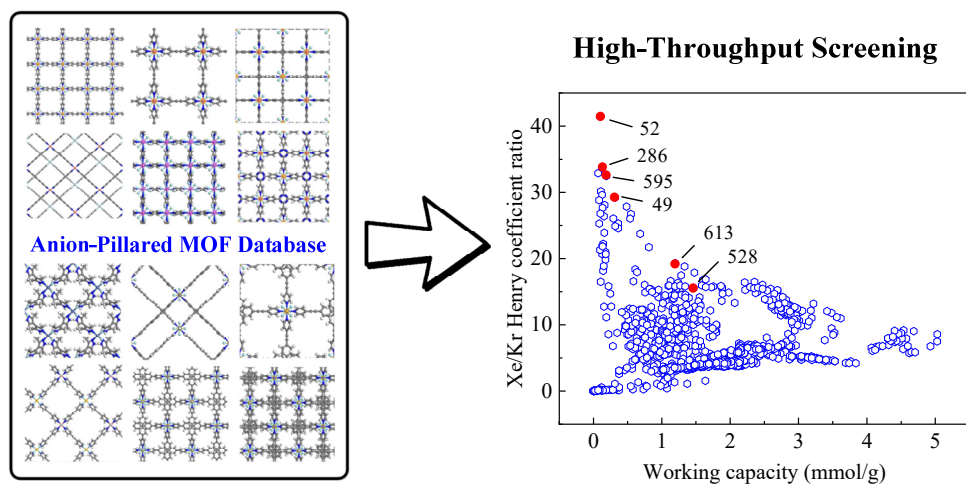 Anion-Pillared MOF Database
High-Throughput Screening
Xe/Kr Henry coefficient ratio
40
30
20
10
0
52
286
595
49
613
528
0 1 2 3 4 5
Working capacity (mmol/g)